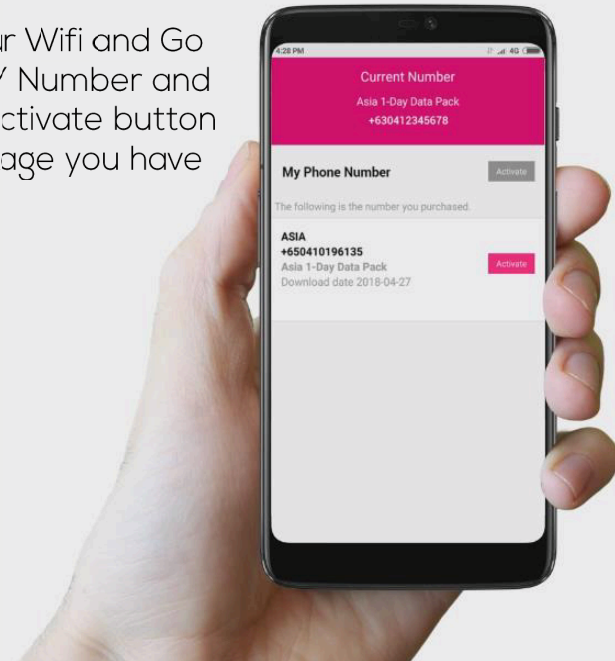 r Wifi and Go
Number and
ctivate button
age you have
4:28 PM
4G
Current Number
Asia 1-Day Data Pack
+630412345678
My Phone Number
Activate
The following is the number you purchased.
ASIA
+650410196135
Asia 1-Day Data Pack
Activate
Download date 2018-04-27